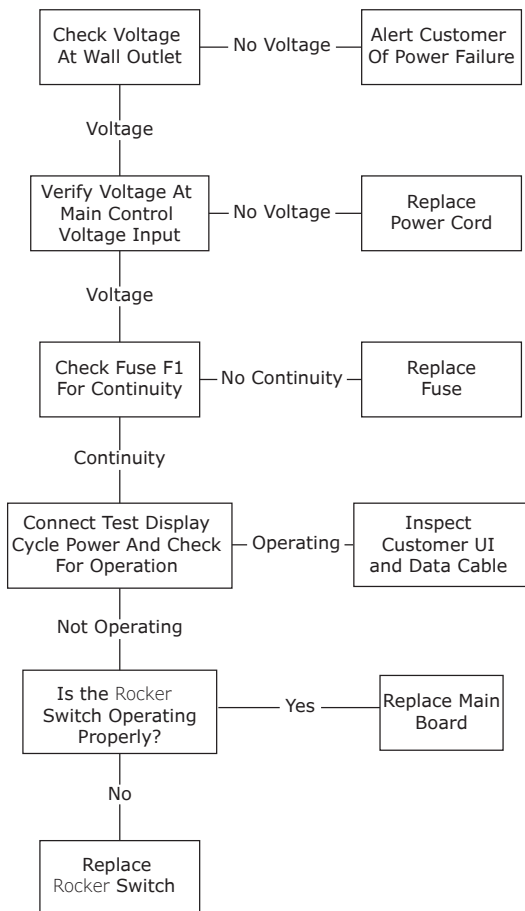 Check Voltage
At Wall Outlet
No Voltage
Alert Customer
Of Power Failure
Voltage
Verify Voltage At
Main Control
Voltage Input
No Voltage
Replace
Power Cord
Voltage
Check Fuse F1
For Continuity
No Continuity
Replace
Fuse
Continuity
Connect Test Display
Cycle Power And Check
For Operation
Operating
Inspect
Customer UI
and Data Cable
Not Operating
Is the Rocker
Switch Operating
Properly?
Yes
Replace Main
Board
No
Replace
Rocker Switch